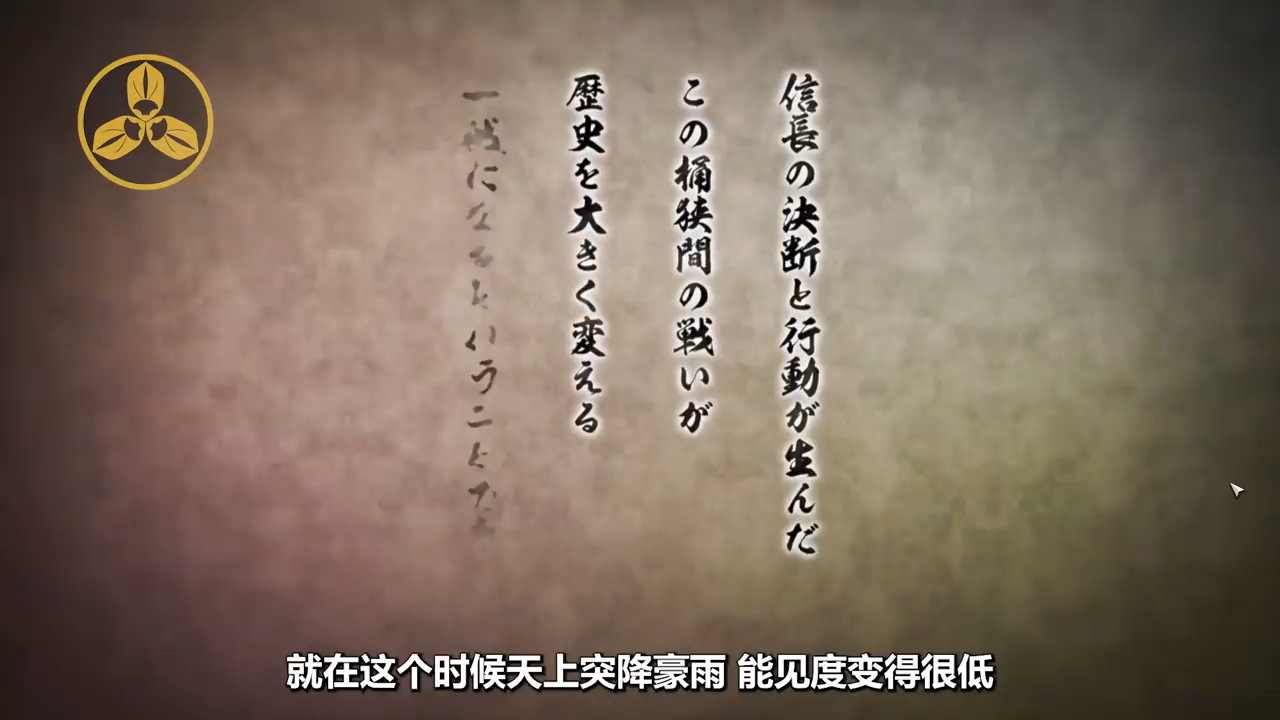 信長の決断と行動が生んだ
この桶狭間の戦いが
歴史を大きく変える
一戦になるということだ
就在这个时候天上突降豪雨 能见度变得很低